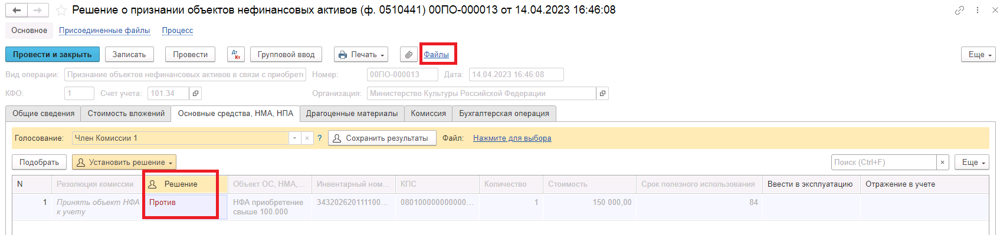 Решение о признании объектов нефинансовых активов (ф. 0510441) 00ПО-000013 от 14.04.2023 16:46:08
Основное Присоединенные файлы Процесс
Провести и закрыть Записать Провести Дт Кт Групповой ввод Печать Файлы Еще
Вид операции: Признание объектов нефинансовых активов в связи с приобрете Номер: 00ПО-000013 Дата: 14.04.2023 16:46:08
КФО: 1 Счет учета: 101.34 Организация: Министерство Культуры Российской Федерации
Общие сведения Стоимость вложений Основные средства, НМА, НПА Драгоценные материалы Комиссия Бухгалтерская операция
Голосование: Член Комиссии 1 ? Сохранить результаты Файл: Нажмите для выбора
Подобрать Установить решение Поиск (Ctrl+F) × Еще
N Резолюция комиссии Решение Объект ОС, НМА,... Инвентарный ном... КПС Количество Стоимость Срок полезного использования Ввести в эксплуатацию Отражение в учете
1 Принять объект НФА Против НФА приобретение 343202620111100... 080100000000000... 1 150 000,00 84
к учету свыше 100.000